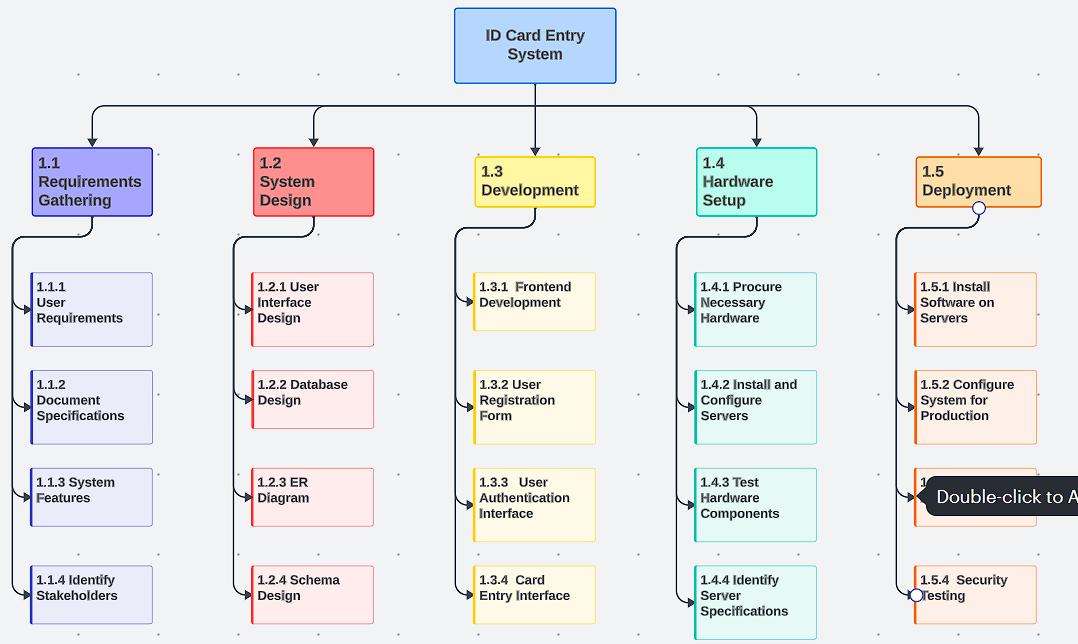 ID Card Entry
System
1.1
Requirements
Gathering
1.2
System
Design
1.3
Development
1.4
Hardware
Setup
1.5
Deployment
1.1.1
User
Requirements
1.1.2
Document
Specifications
1.1.3 System
Features
1.1.4 Identify
Stakeholders
1.2.1 User
Interface
Design
1.2.2 Database
Design
1.2.3 ER
Diagram
1.2.4 Schema
Design
1.3.1 Frontend
Development
1.3.2 User
Registration
Form
1.3.3 User
Authentication
Interface
1.3.4 Card
Entry Interface
1.4.1 Procure
Necessary
Hardware
1.4.2 Install and
Configure
Servers
1.4.3 Test
Hardware
Components
1.4.4 Identify
Server
Specifications
1.5.1 Install
Software on
Servers
1.5.2 Configure
System for
Production
Double-click to A
1.5.4 Security
Testing